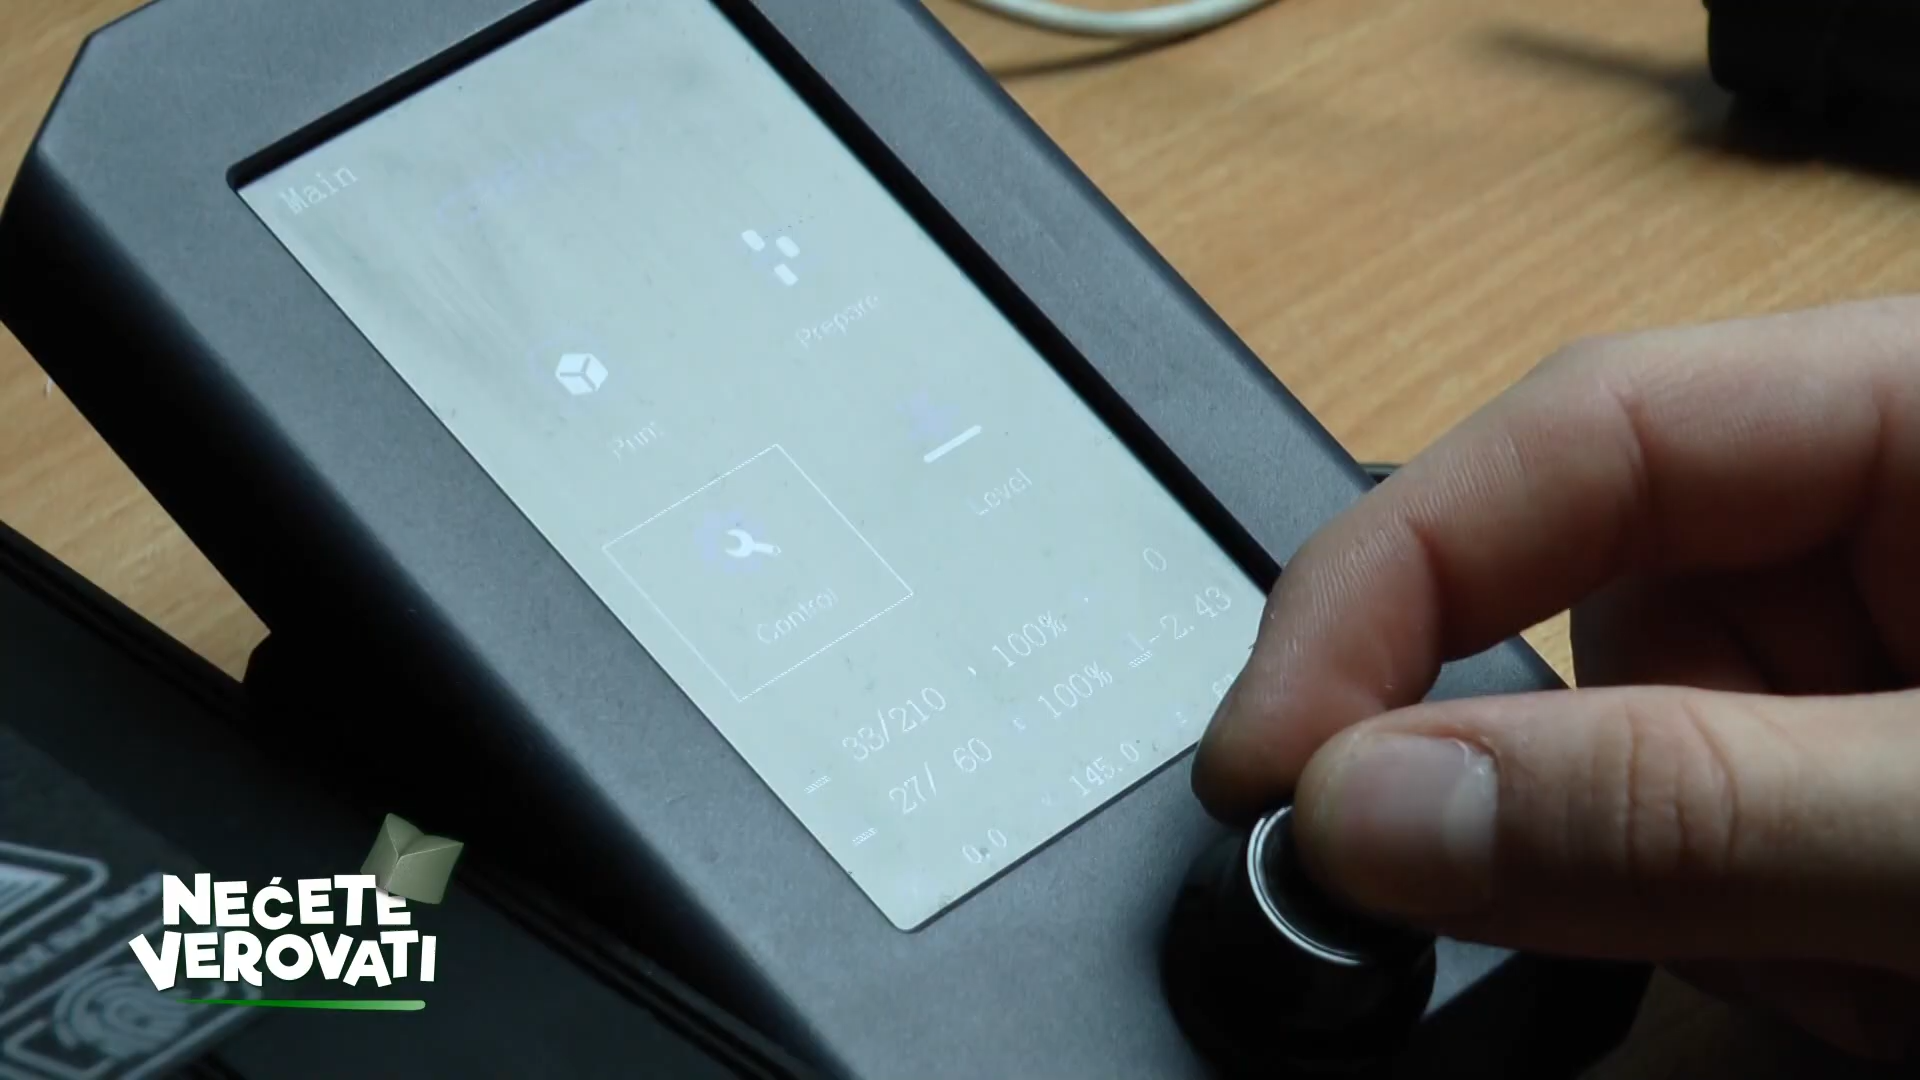 Main
Prepare
Print
Level
Control
0
33/210
100%
-2.43
27/ 60
100%
145.0
0.0
NEĆETE
VEROVATI